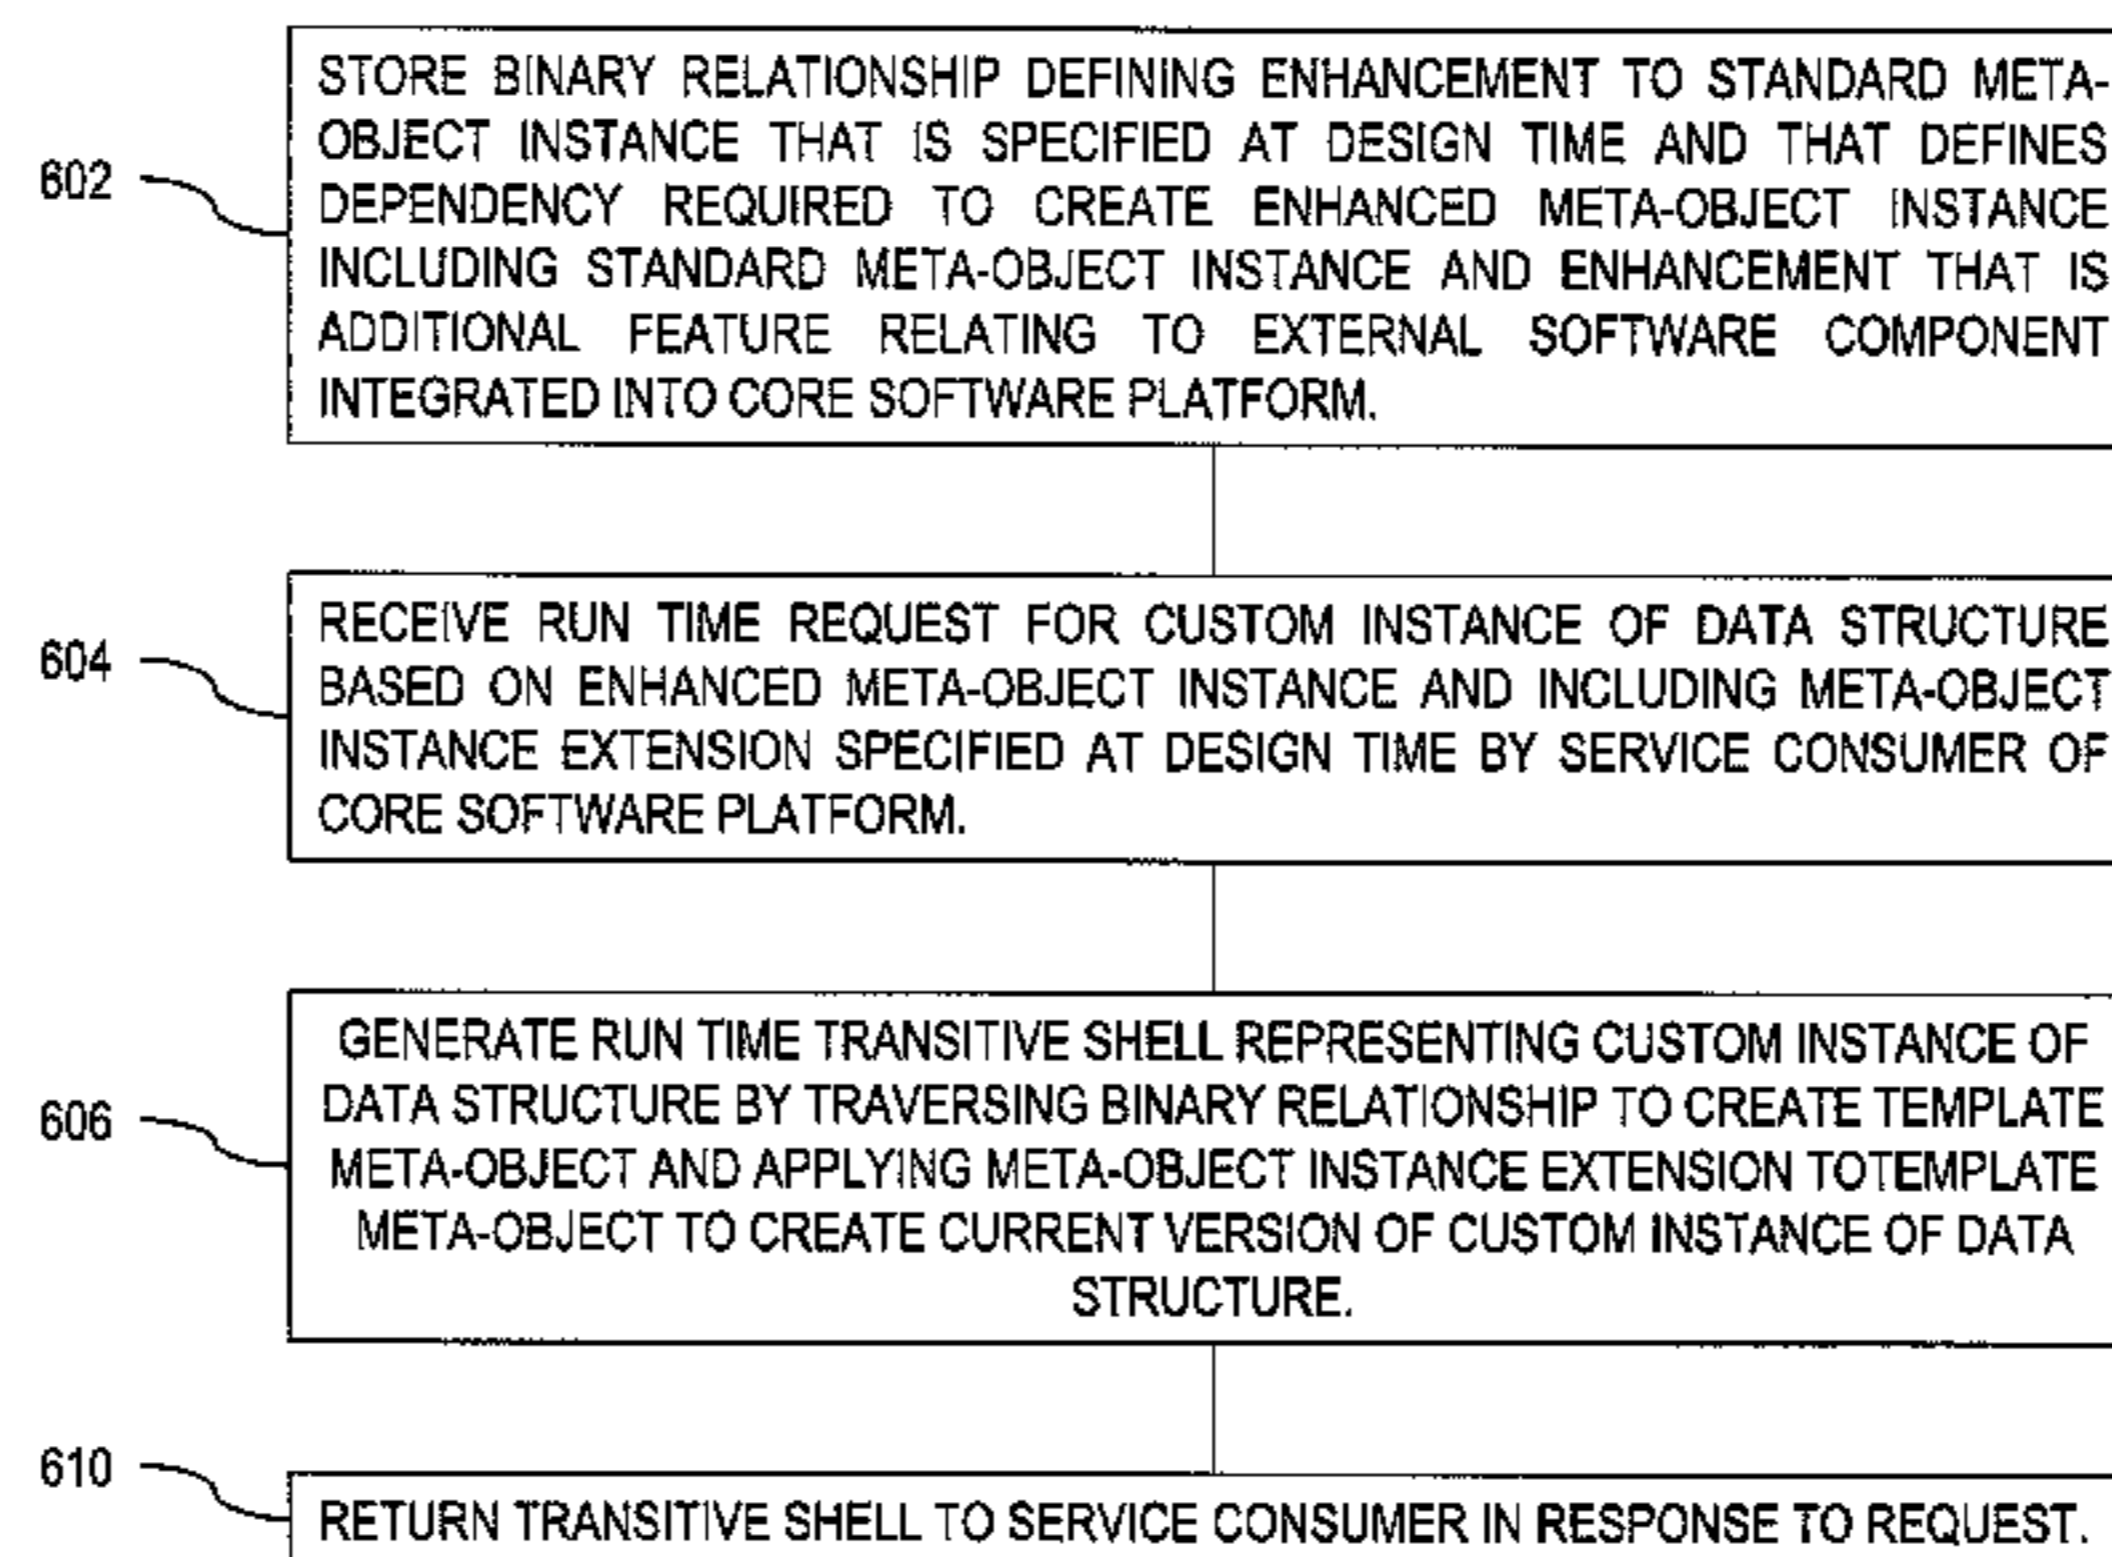 STORE BINARY RELATIONSHIP DEFINING ENHANCEMENT TO STANDARD META-
OBJECT INSTANCE THAT IS SPECIFIED AT DESIGN TIME AND THAT DEFINES
602
DEPENDENCY REQUIRED TO CREATE ENHANCED META-OBJECT INSTANCE
INCLUDING STANDARD META-OBJECT INSTANCE AND ENHANCEMENT THAT IS
ADDITIONAL FEATURE RELATING TO EXTERNAL SOFTWARE COMPONENT
INTEGRATED INTO CORE SOFTWARE PLATFORM.
RECEIVE RUN TIME REQUEST FOR CUSTOM INSTANCE OF DATA STRUCTURE
604
BASED ON ENHANCED META-OBJECT INSTANCE AND INCLUDING META-OBJECT
INSTANCE EXTENSION SPECIFIED AT DESIGN TIME BY SERVICE CONSUMER OF
CORE SOFTWARE PLATFORM.
GENERATE RUN TIME TRANSITIVE SHELL REPRESENTING CUSTOM INSTANCE OF
606
DATA STRUCTURE BY TRAVERSING BINARY RELATIONSHIP TO CREATE TEMPLATE
META-OBJECT AND APPLYING META-OBJECT INSTANCE EXTENSION TOTEMPLATE
META-OBJECT TO CREATE CURRENT VERSION OF CUSTOM INSTANCE OF DATA
STRUCTURE.
610
RETURN TRANSITIVE SHELL TO SERVICE CONSUMER IN RESPONSE TO REQUEST.